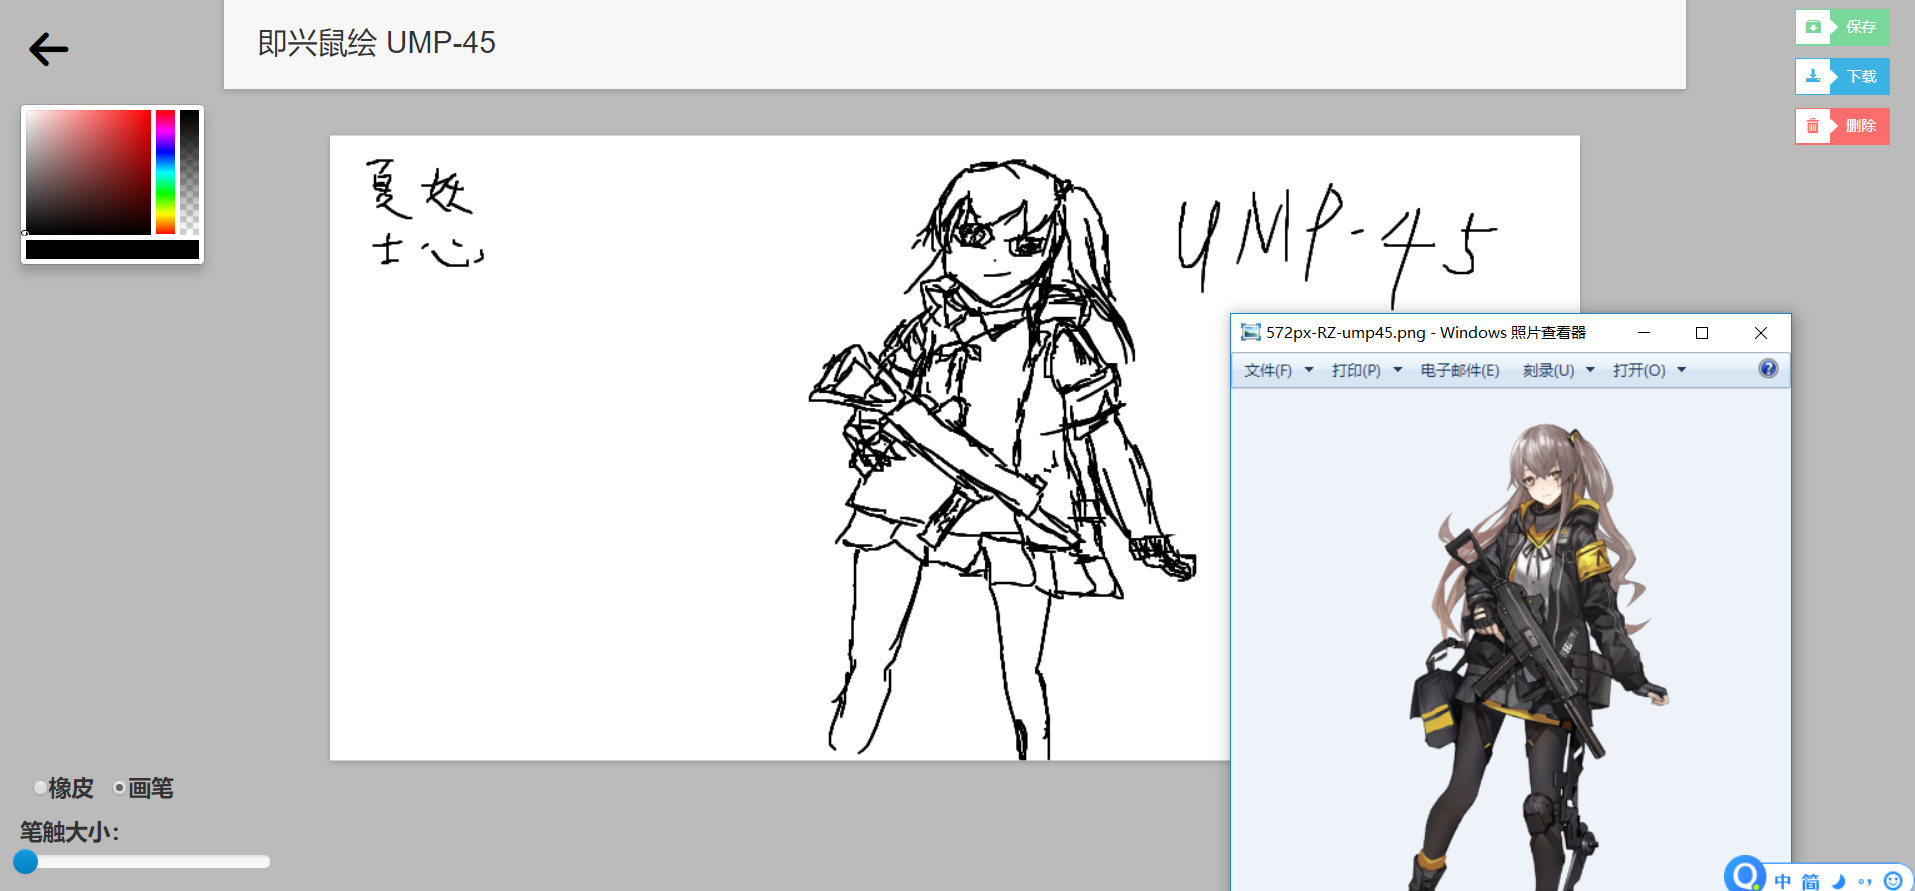 即兴鼠绘 UMP-45
保存
下载
删除
夏妖
士心
UMP-45
572px-RZ-ump45.png - Windows 照片查看器
文件(F) 打印(P) 电子邮件(E) 刻录(U) 打开(O)
橡皮 画笔
笔触大小:
中 简